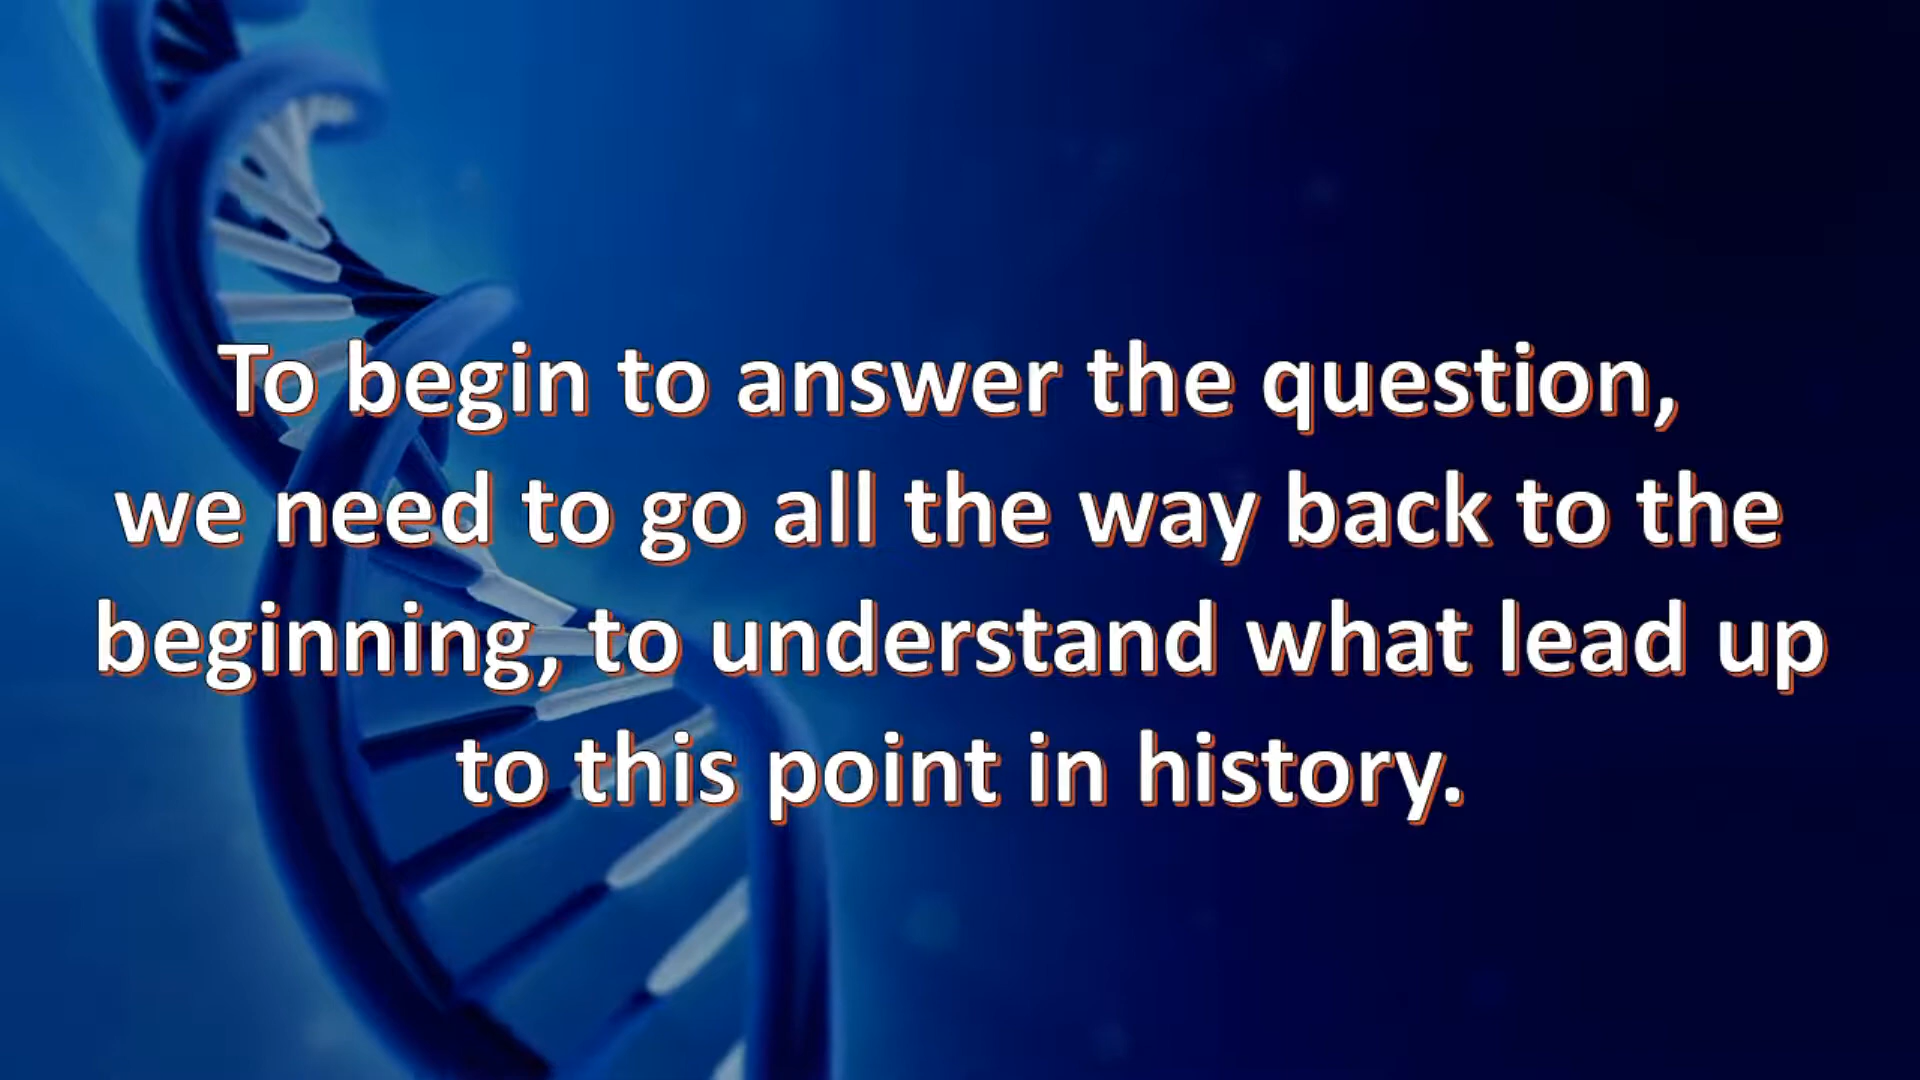 To begin to answer the question,
we need to go all the way back to the
beginning, to understand what lead up
to this point in history.